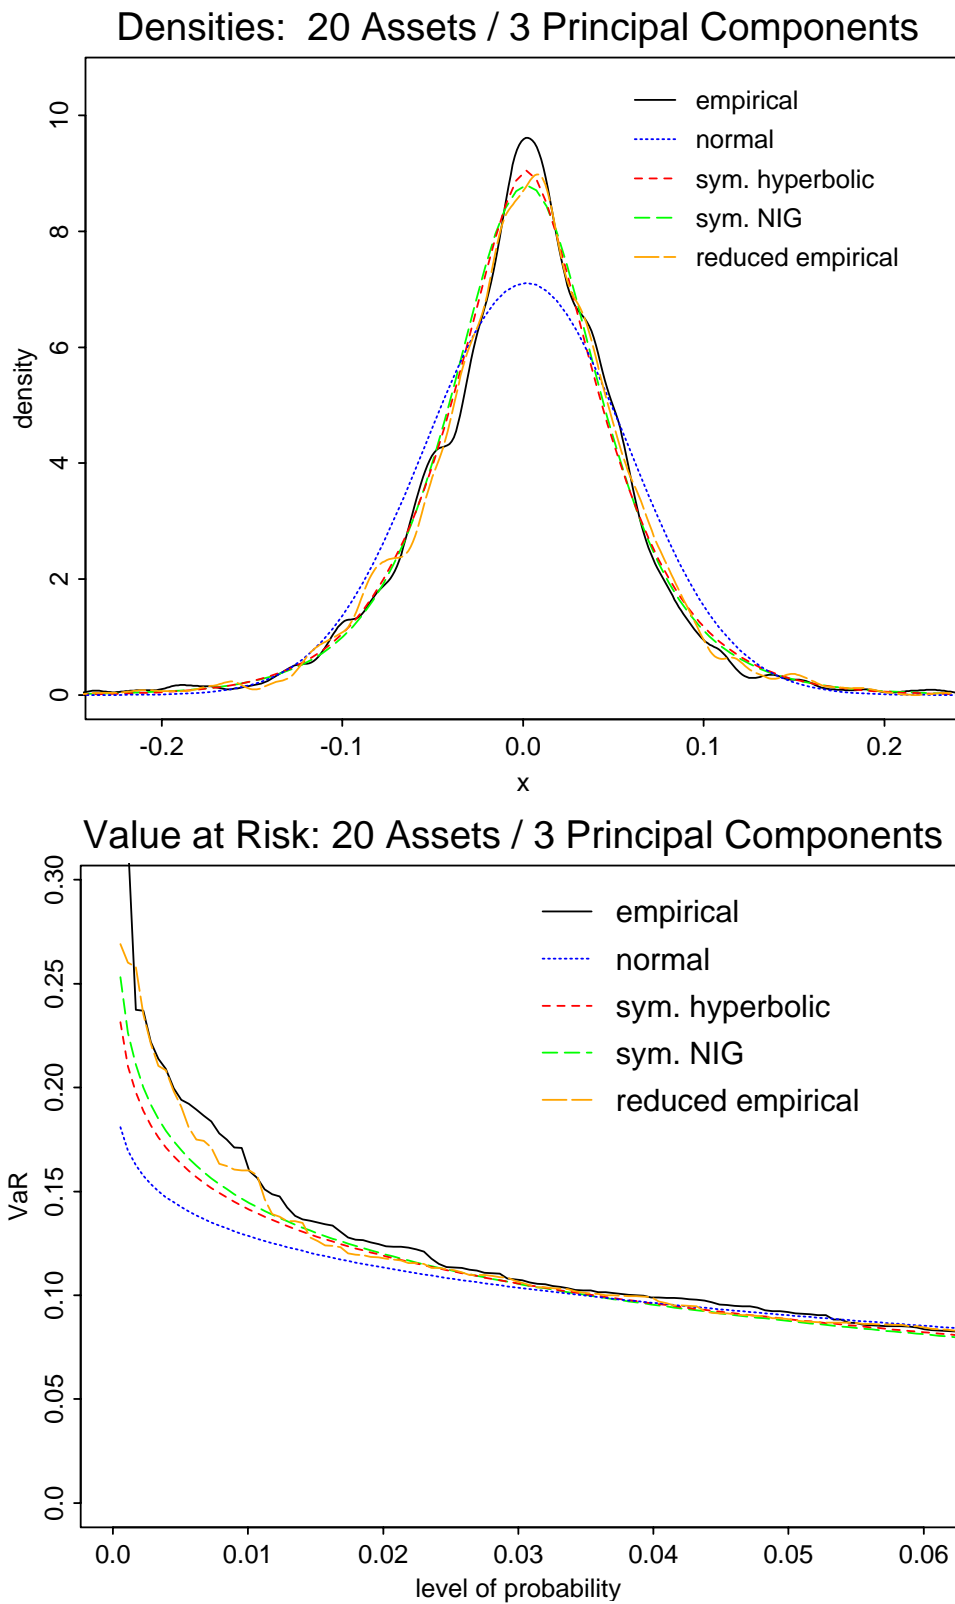 Densities: 20 Assets / 3 Principal Components
empirical
normal
sym. hyperbolic
sym. NIG
reduced empirical
density
0 2 4 6 8 10
-0.2 -0.1 0.0 0.1 0.2
x
Value at Risk: 20 Assets / 3 Principal Components
empirical
normal
sym. hyperbolic
sym. NIG
reduced empirical
VaR
0.0 0.05 0.10 0.15 0.20 0.25 0.30
0.0 0.01 0.02 0.03 0.04 0.05 0.06
level of probability